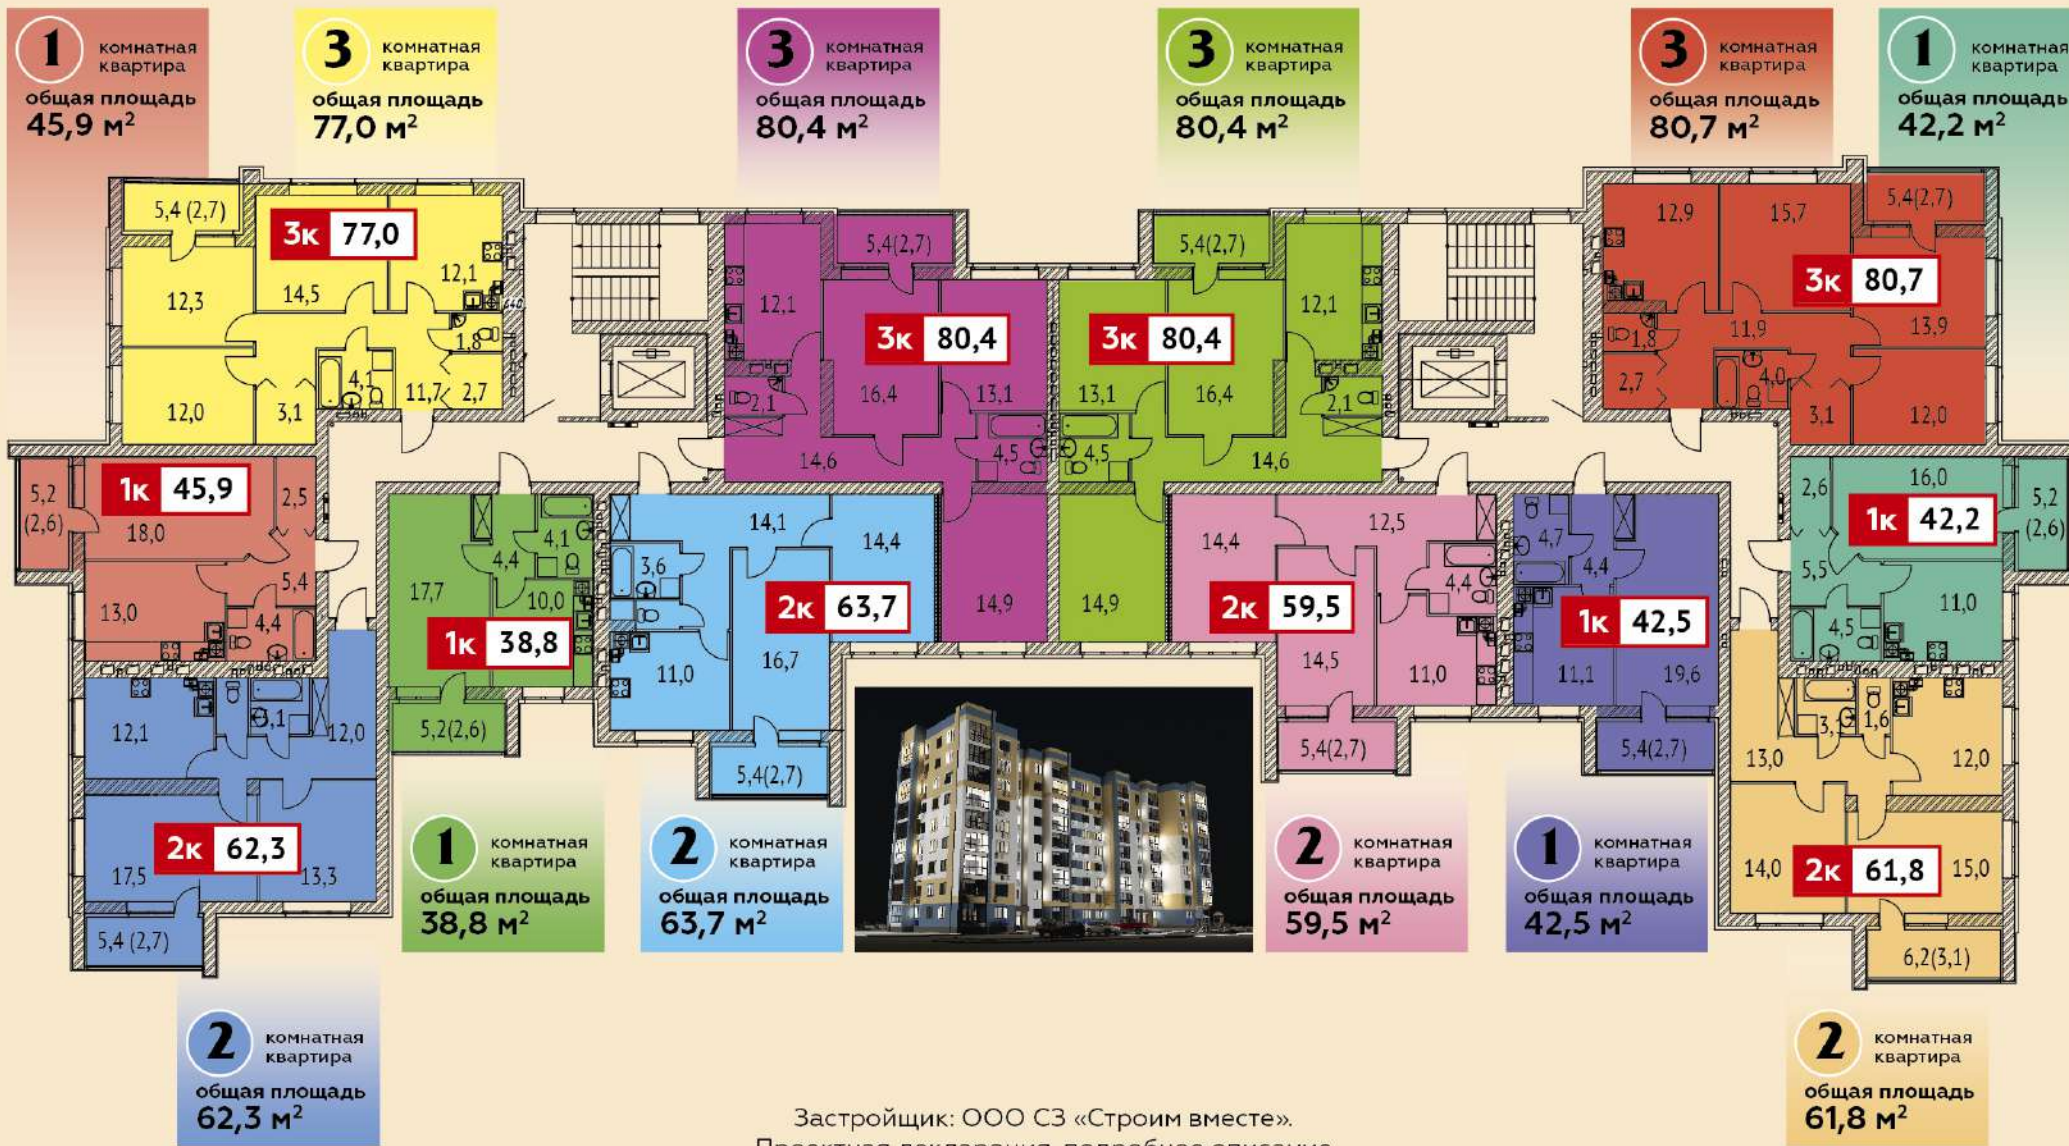 1 комнатная
квартира
общая площадь
45,9 м²
3 комнатная
квартира
общая площадь
77,0 м²
3 комнатная
квартира
общая площадь
80,4 м²
3 комнатная
квартира
общая площадь
80,4 м²
3 комнатная
квартира
общая площадь
80,7 м²
1 комнатная
квартира
общая площадь
42,2 м²
5,4 (2,7)
3к 77,0
12,1
12,3
14,5
1,8
11,7
2,7
12,0
3,1
5,4(2,7)
12,1
3к 80,4
16,4
13,1
2,1
4,5
14,6
14,9
5,4(2,7)
12,1
3к 80,4
13,1
16,4
2,1
4,5
14,6
14,9
12,9
15,7
5,4(2,7)
3к 80,7
13,9
1,8
11,9
2,7
4,0
3,1
12,0
5,2
(2,6)
1к 45,9
2,5
18,0
5,4
13,0
4,4
17,7
4,4
4,1
10,0
1к 38,8
5,2(2,6)
14,1
14,4
3,6
2к 63,7
11,0
16,7
5,4(2,7)
14,4
12,5
4,4
2к 59,5
14,5
11,0
5,4(2,7)
4,7
4,4
1к 42,5
11,1
19,6
5,4(2,7)
2,6
16,0
1к 42,2
5,2
(2,6)
5,5
11,0
4,5
12,1
12,0
2к 62,3
17,5
13,3
5,4 (2,7)
13,0
1,6
12,0
14,0
2к 61,8
15,0
6,2(3,1)
1 комнатная
квартира
общая площадь
38,8 м²
2 комнатная
квартира
общая площадь
63,7 м²
2 комнатная
квартира
общая площадь
59,5 м²
1 комнатная
квартира
общая площадь
42,5 м²
2 комнатная
квартира
общая площадь
62,3 м²
2 комнатная
квартира
общая площадь
61,8 м²
Застройщик: ООО СЗ «Строим вместе».
Проектная декларация, подробное описание